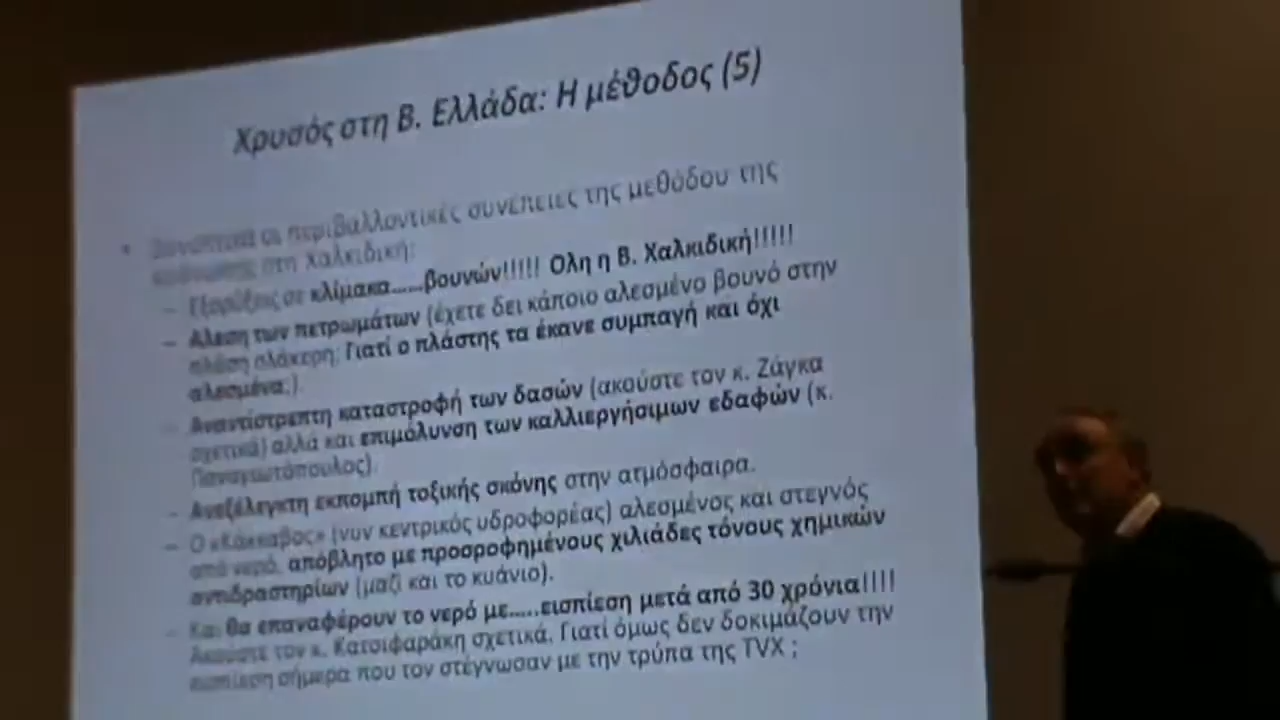 Χρυσός στη Β. Ελλάδα: Η μέθοδος (5)
• Συνοπτικά οι περιβαλλοντικές συνέπειες της μεθόδου της
στη Χαλκιδική:
– Εξορύξεις σε κλίμακα......βουνών!!!!! Ολη η Β. Χαλκιδική!!!!!
– Αλεση των πετρωμάτων (έχετε δει κάποιο αλεσμένο βουνό στην
πλάση ολάκερη; Γιατί ο πλάστης τα έκανε συμπαγή και όχι
αλεσμένα;).
– Αναντίστρεπτη καταστροφή των δασών (ακούστε τον κ. Ζάγκα
σχετικά) αλλά και επιμόλυνση των καλλιεργήσιμων εδαφών (κ.
Παναγιωτόπουλος).
– Ανεξέλεγκτη εκπομπή τοξικής σκόνης στην ατμόσφαιρα.
– Ο «Κάκκαβος» (νυν κεντρικός υδροφορέας) αλεσμένος και στεγνός
από νερό, απόβλητο με προσροφημένους χιλιάδες τόνους χημικών
αντιδραστηρίων (μαζί και το κυάνιο).
– Και θα επαναφέρουν το νερό με.....εισπίεση μετά από 30 χρόνια!!!!
Ακούστε τον κ. Κατσιφαράκη σχετικά. Γιατί όμως δεν δοκιμάζουν την
εισπίεση σήμερα που τον στέγνωσαν με την τρύπα της TVX ;